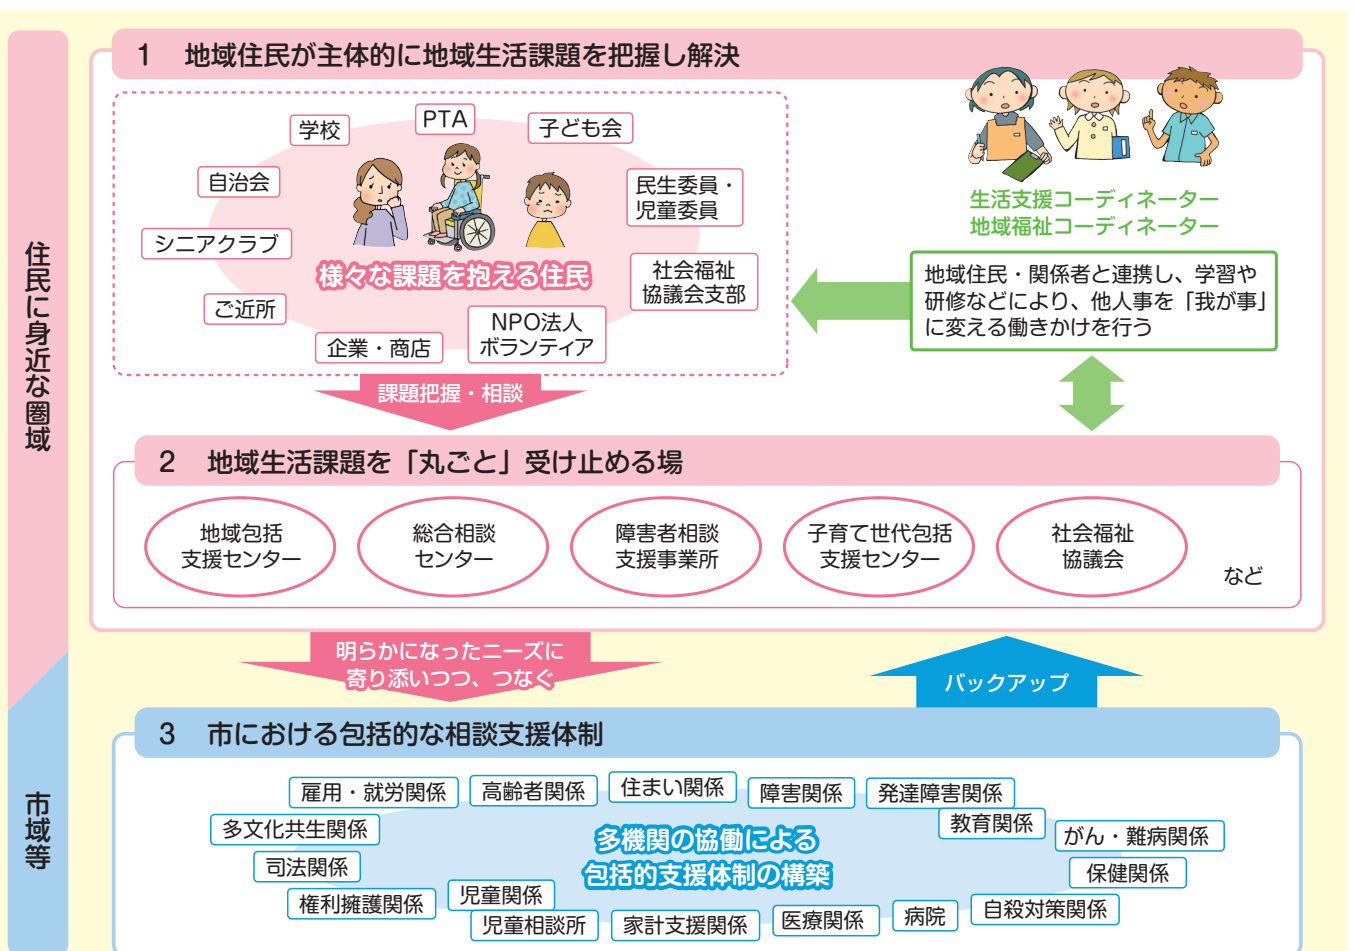 住民に身近な圏域
市域等
1 地域住民が主体的に地域生活課題を把握し解決
学校
PTA
子ども会
自治会
民生委員・
児童委員
シニアクラブ
様々な課題を抱える住民
社会福祉
協議会支部
ご近所
NPO法人
ボランティア
企業・商店
生活支援コーディネーター
地域福祉コーディネーター
地域住民・関係者と連携し、学習や
研修などにより、他人事を「我が事」
に変える働きかけを行う
課題把握・相談
2 地域生活課題を「丸ごと」受け止める場
地域包括
支援センター
総合相談
センター
障害者相談
支援事業所
子育て世代包括
支援センター
社会福祉
協議会
など
明らかになったニーズに
寄り添いつつ、つなぐ
バックアップ
3 市における包括的な相談支援体制
雇用・就労関係
高齢者関係
住まい関係
障害関係
発達障害関係
多文化共生関係
教育関係
がん・難病関係
多機関の協働による
包括的支援体制の構築
司法関係
保健関係
権利擁護関係
児童関係
児童相談所
家計支援関係
医療関係
病院
自殺対策関係